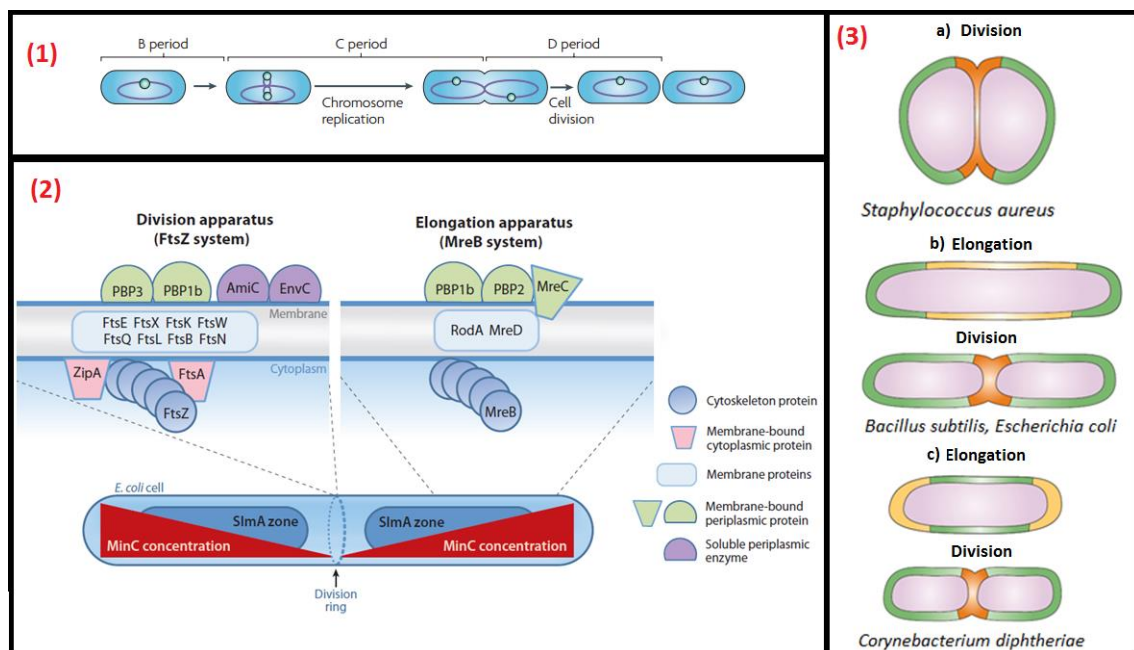 (1)
B period
C period
D period
Chromosome
replication
Cell
division
(2)
Division apparatus
(FtsZ system)
PBP3
PBP1b
AmiC
EnvC
Membrane
FtsE FtsX FtsK FtsW
FtsQ FtsL FtsB FtsN
Cytoplasm
ZipA
FtsA
FtsZ
Elongation apparatus
(MreB system)
PBP1b
PBP2
MreC
RodA MreD
MreB
Cytoskeleton protein
Membrane-bound
cytoplasmic protein
Membrane proteins
Membrane-bound
periplasmic protein
Soluble periplasmic
enzyme
E. coli cell
SlmA zone
SlmA zone
MinC concentration
MinC concentration
Division
ring
(3)
a) Division
Staphylococcus aureus
b) Elongation
Division
Bacillus subtilis, Escherichia coli
c) Elongation
Division
Corynebacterium diphtheriae